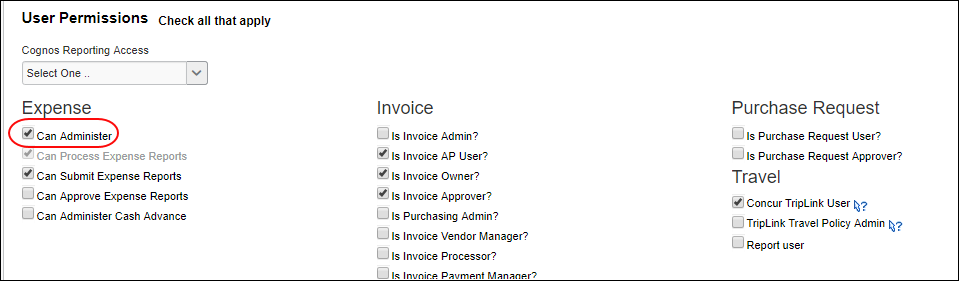 User Permissions Check all that apply
Cognos Reporting Access
Select One ..
Expense
Can Administer
Can Process Expense Reports
Can Submit Expense Reports
Can Approve Expense Reports
Can Administer Cash Advance
Invoice
Is Invoice Admin?
Is Invoice AP User?
Is Invoice Owner?
Is Invoice Approver?
Is Purchasing Admin?
Is Invoice Vendor Manager?
Is Invoice Processor?
Is Invoice Payment Manager?
Purchase Request
Is Purchase Request User?
Is Purchase Request Approver?
Travel
Concur TripLink User ?
TripLink Travel Policy Admin ?
Report user